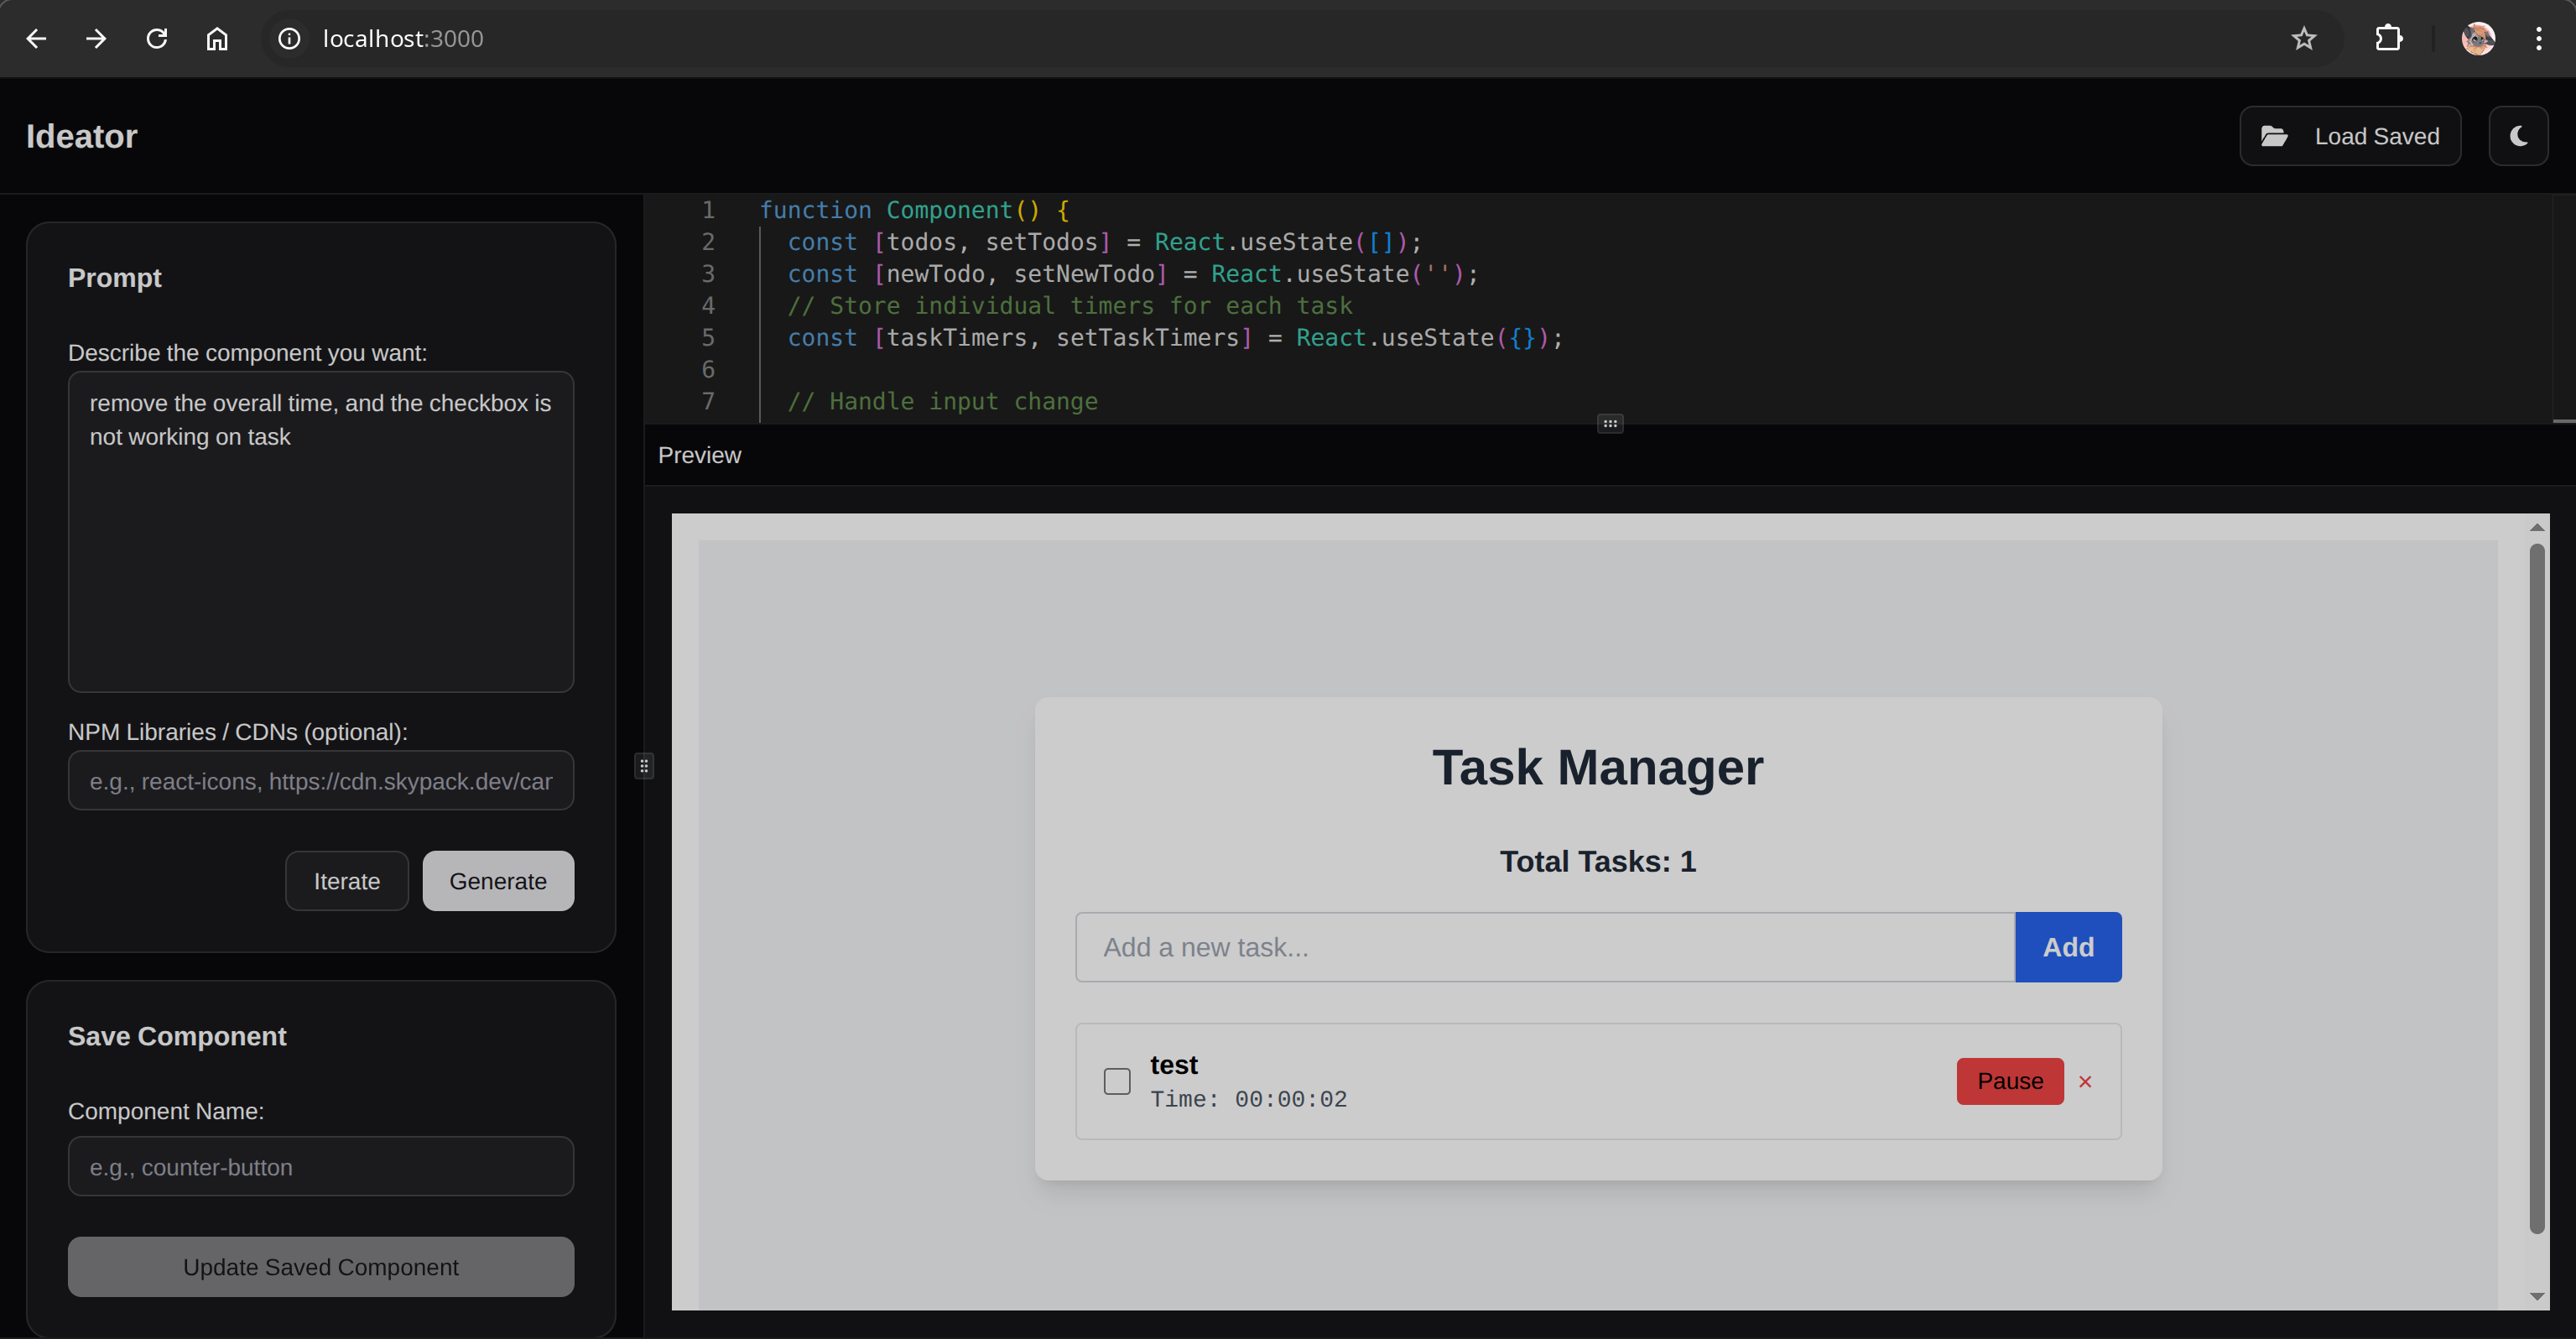 localhost:3000
Ideator
Load Saved
Prompt
Describe the component you want:
remove the overall time, and the checkbox is
not working on task
NPM Libraries / CDNs (optional):
e.g., react-icons, https://cdn.skypack.dev/car
Iterate
Generate
Save Component
Component Name:
e.g., counter-button
Update Saved Component
1 function Component() {
2 const [todos, setTodos] = React.useState([]);
3 const [newTodo, setNewTodo] = React.useState('');
4 // Store individual timers for each task
5 const [taskTimers, setTaskTimers] = React.useState({});
6
7 // Handle input change
Preview
Task Manager
Total Tasks: 1
Add a new task...
Add
test
Time: 00:00:02
Pause
×